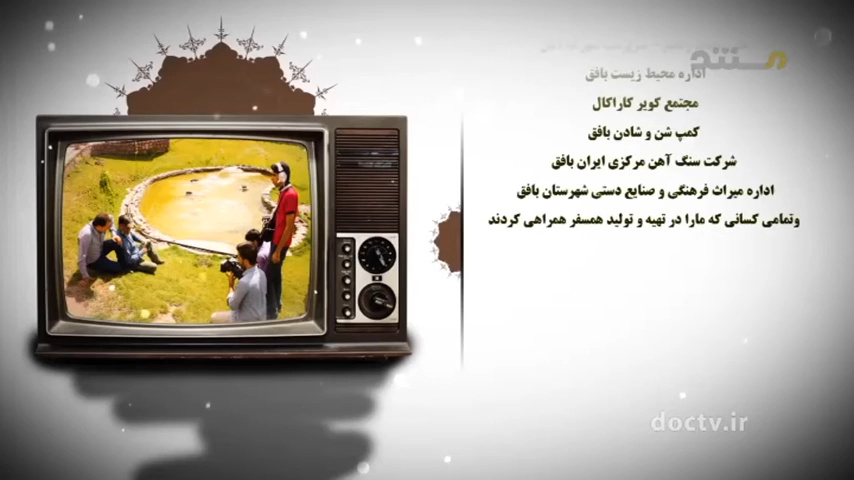 مستند
اداره محیط زیست بافق
مجتمع کویر کاراکال
کمپ شن و شادن بافق
شرکت سنگ آهن مرکزی ایران بافق
اداره میراث فرهنگی و صنایع دستی شهرستان بافق
وتمامی کسانی که مارا در تهیه و تولید همسفر همراهی کردند
doctv.ir